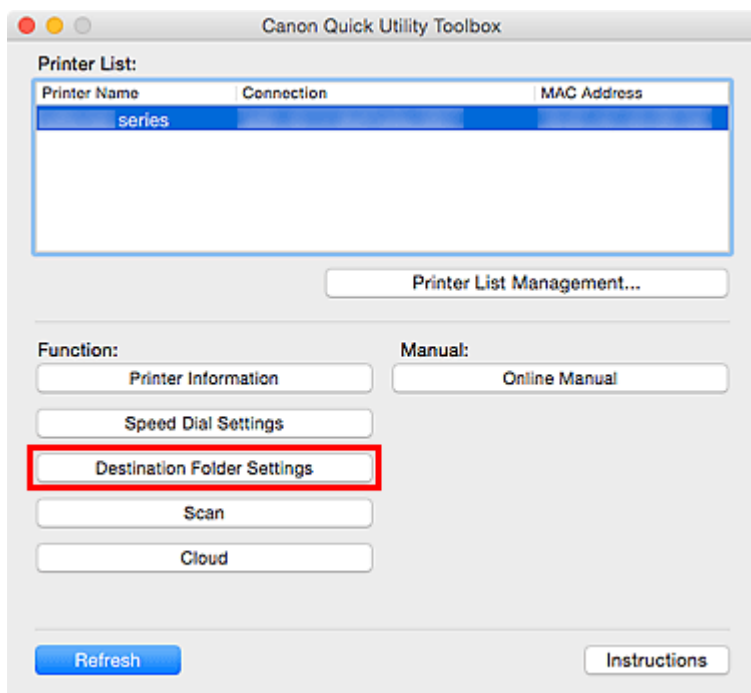 Canon Quick Utility Toolbox
Printer List:
Printer Name Connection MAC Address
series
Printer List Management...
Function: Manual:
Printer Information Online Manual
Speed Dial Settings
Destination Folder Settings
Scan
Cloud
Refresh Instructions